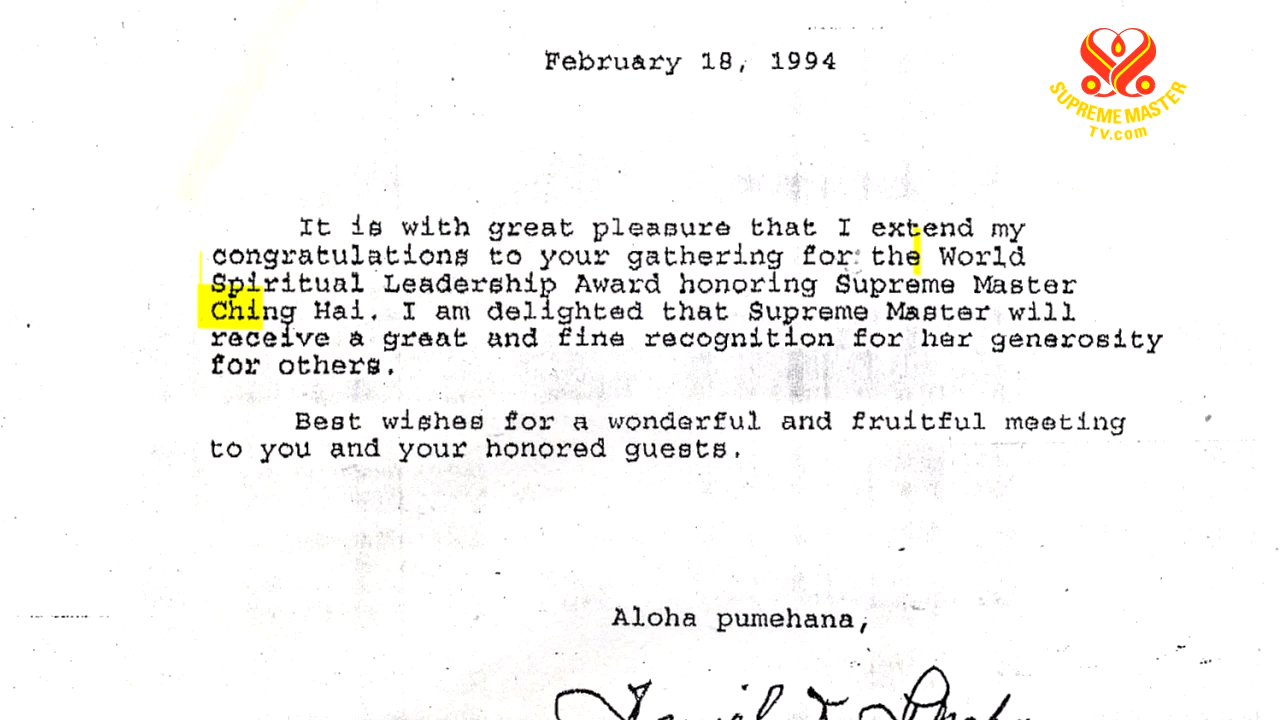 February 18, 1994
SUPREME MASTER
TV.com
It is with great pleasure that I extend my
congratulations to your gathering for the World
Spiritual Leadership Award honoring Supreme Master
Ching Hai. I am delighted that Supreme Master will
receive a great and fine recognition for her generosity
for others.
Best wishes for a wonderful and fruitful meeting
to you and your honored guests.
Aloha pumehana,